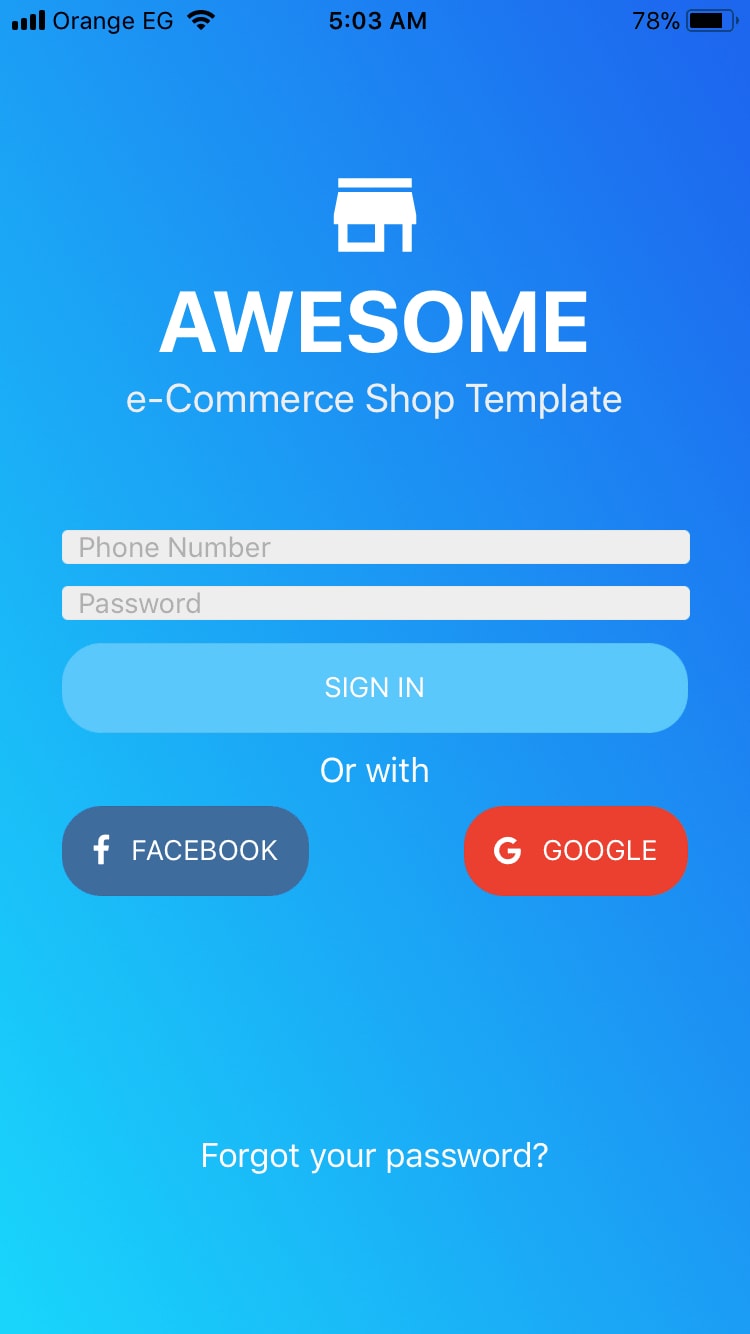 Orange EG 5:03 AM 78%
AWESOME
e-Commerce Shop Template
Phone Number
Password
SIGN IN
Or with
FACEBOOK GOOGLE
Forgot your password?